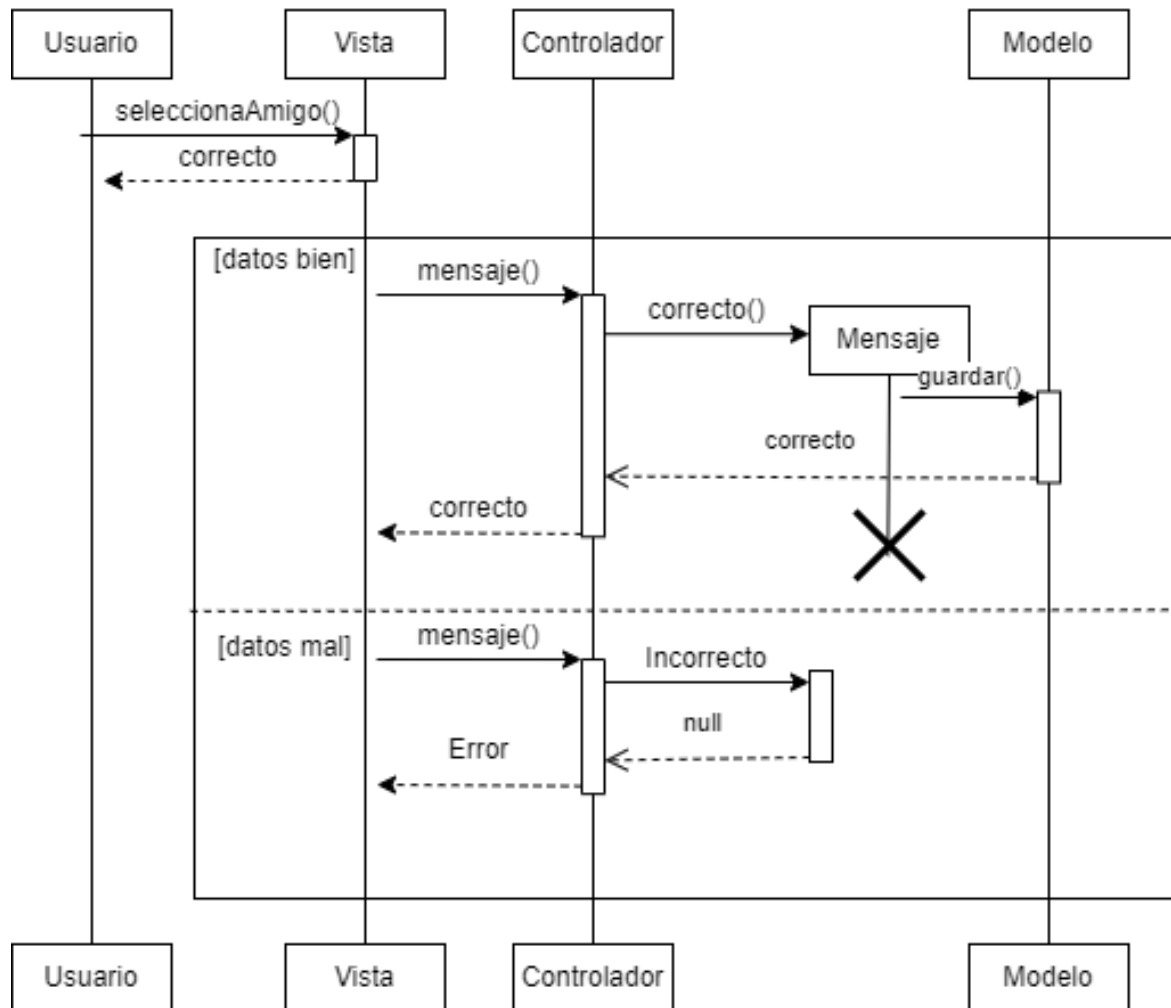 Usuario
Vista
Controlador
Modelo
seleccionaAmigo()
correcto
[datos bien]
mensaje()
correcto()
Mensaje
guardar()
correcto
correcto
[datos mal]
mensaje()
Incorrecto
null
Error
Usuario
Vista
Controlador
Modelo